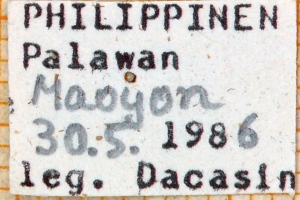 PHILIPPINEN
Palawan
Maoyon
30.5. 1986
leg. Dacasin